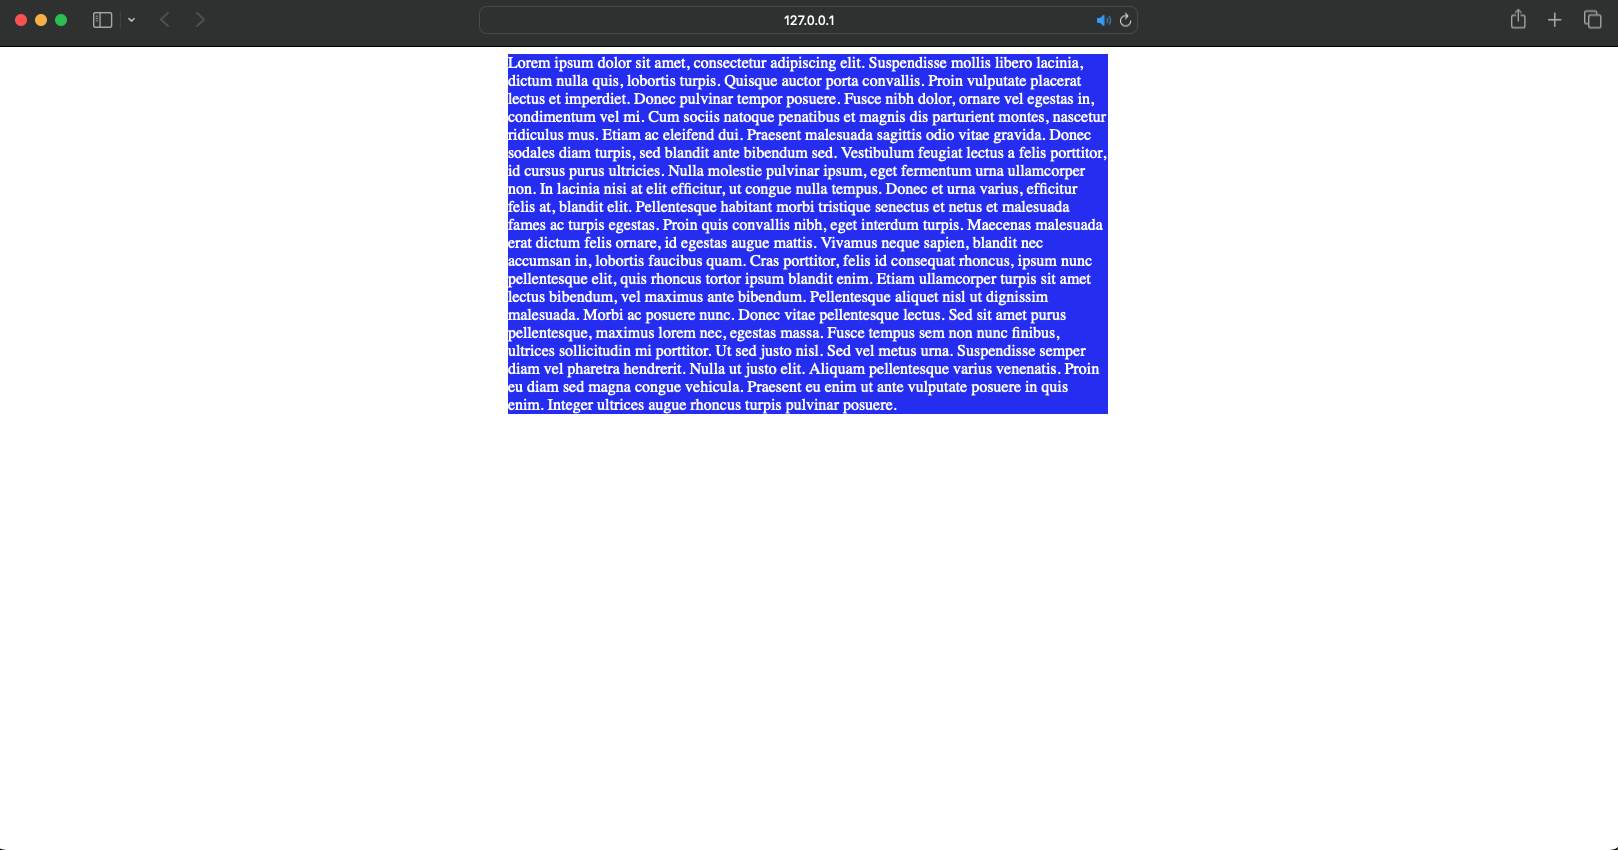 127.0.0.1
Lorem ipsum dolor sit amet, consectetur adipiscing elit. Suspendisse mollis libero lacinia,
dictum nulla quis, lobortis turpis. Quisque auctor porta convallis. Proin vulputate placerat
lectus et imperdiet. Donec pulvinar tempor posuere. Fusce nibh dolor, ornare vel egestas in,
condimentum vel mi. Cum sociis natoque penatibus et magnis dis parturient montes, nascetur
ridiculus mus. Etiam ac eleifend dui. Praesent malesuada sagittis odio vitae gravida. Donec
sodales diam turpis, sed blandit ante bibendum sed. Vestibulum feugiat lectus a felis porttitor,
id cursus purus ultricies. Nulla molestie pulvinar ipsum, eget fermentum urna ullamcorper
non. In lacinia nisi at elit efficitur, ut congue nulla tempus. Donec et urna varius, efficitur
felis at, blandit elit. Pellentesque habitant morbi tristique senectus et netus et malesuada
fames ac turpis egestas. Proin quis convallis nibh, eget interdum turpis. Maecenas malesuada
erat dictum felis ornare, id egestas augue mattis. Vivamus neque sapien, blandit nec
accumsan in, lobortis faucibus quam. Cras porttitor, felis id consequat rhoncus, ipsum nunc
pellentesque elit, quis rhoncus tortor ipsum blandit enim. Etiam ullamcorper turpis sit amet
lectus bibendum, vel maximus ante bibendum. Pellentesque aliquet nisl ut dignissim
malesuada. Morbi ac posuere nunc. Donec vitae pellentesque lectus. Sed sit amet purus
pellentesque, maximus lorem nec, egestas massa. Fusce tempus sem non nunc finibus,
ultrices sollicitudin mi porttitor. Ut sed justo nisl. Sed vel metus urna. Suspendisse semper
diam vel pharetra hendrerit. Nulla ut justo elit. Aliquam pellentesque varius venenatis. Proin
eu diam sed magna congue vehicula. Praesent eu enim ut ante vulputate posuere in quis
enim. Integer ultrices augue rhoncus turpis pulvinar posuere.